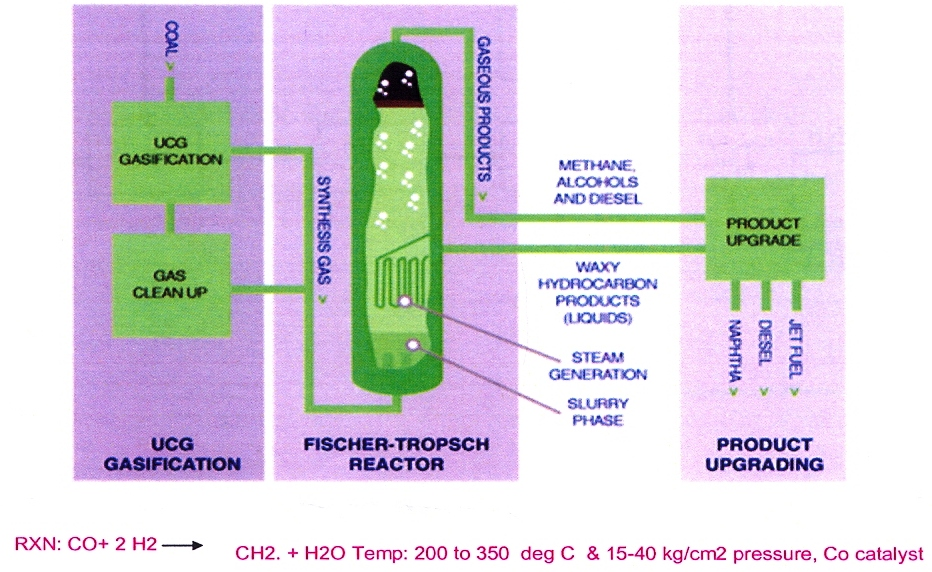 COAL
UCG
GASIFICATION
GAS
CLEAN UP
SYNTHESIS GAS
GASEOUS PRODUCTS
METHANE,
ALCOHOLS
AND DIESEL
WAXY
HYDROCARBON
PRODUCTS
(LIQUIDS)
STEAM
GENERATION
SLURRY
PHASE
PRODUCT
UPGRADE
NAPHTHA
DIESEL
JET FUEL
UCG
GASIFICATION
FISCHER-TROPSCH
REACTOR
PRODUCT
UPGRADING
RXN: CO+ 2 H2 → CH2. + H2O Temp: 200 to 350 deg C & 15-40 kg/cm2 pressure, Co catalyst